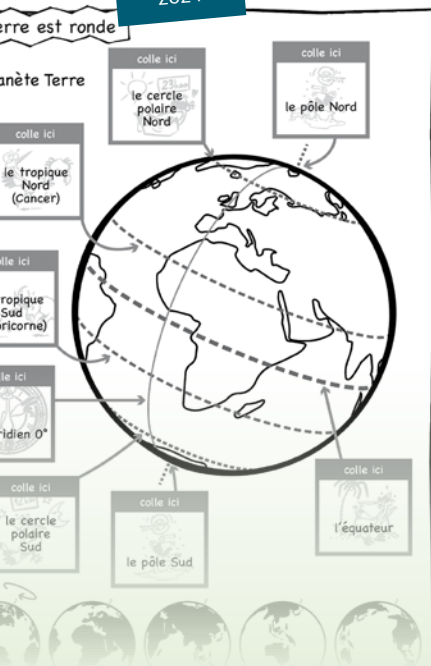 2024
erre est ronde
anète Terre
colle ici
le cercle
polaire
Nord
colle ici
le pôle Nord
colle ici
le tropique
Nord
(Cancer)
lle ici
ropique
Sud
oricorne)
le ici
ridien 0°
colle ici
le cercle
polaire
Sud
colle ici
le pôle Sud
colle ici
l'équateur